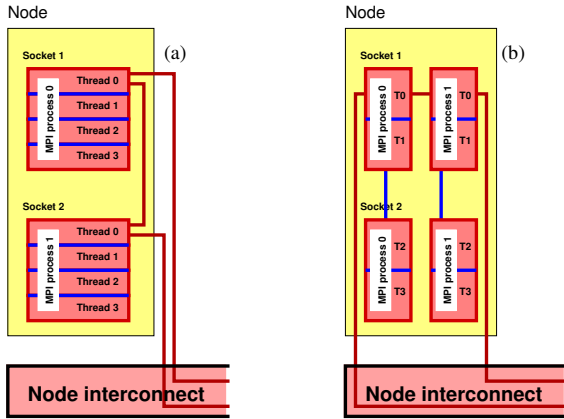 Node
Socket 1
(a)
Thread 0
Thread 1
Thread 2
Thread 3
MPI process 0
Socket 2
Thread 0
Thread 1
Thread 2
Thread 3
MPI process 1
Node interconnect
Node
Socket 1
(b)
MPI process 0
T0
T1
MPI process 1
T0
T1
Socket 2
MPI process 0
T2
T3
MPI process 1
T2
T3
Node interconnect